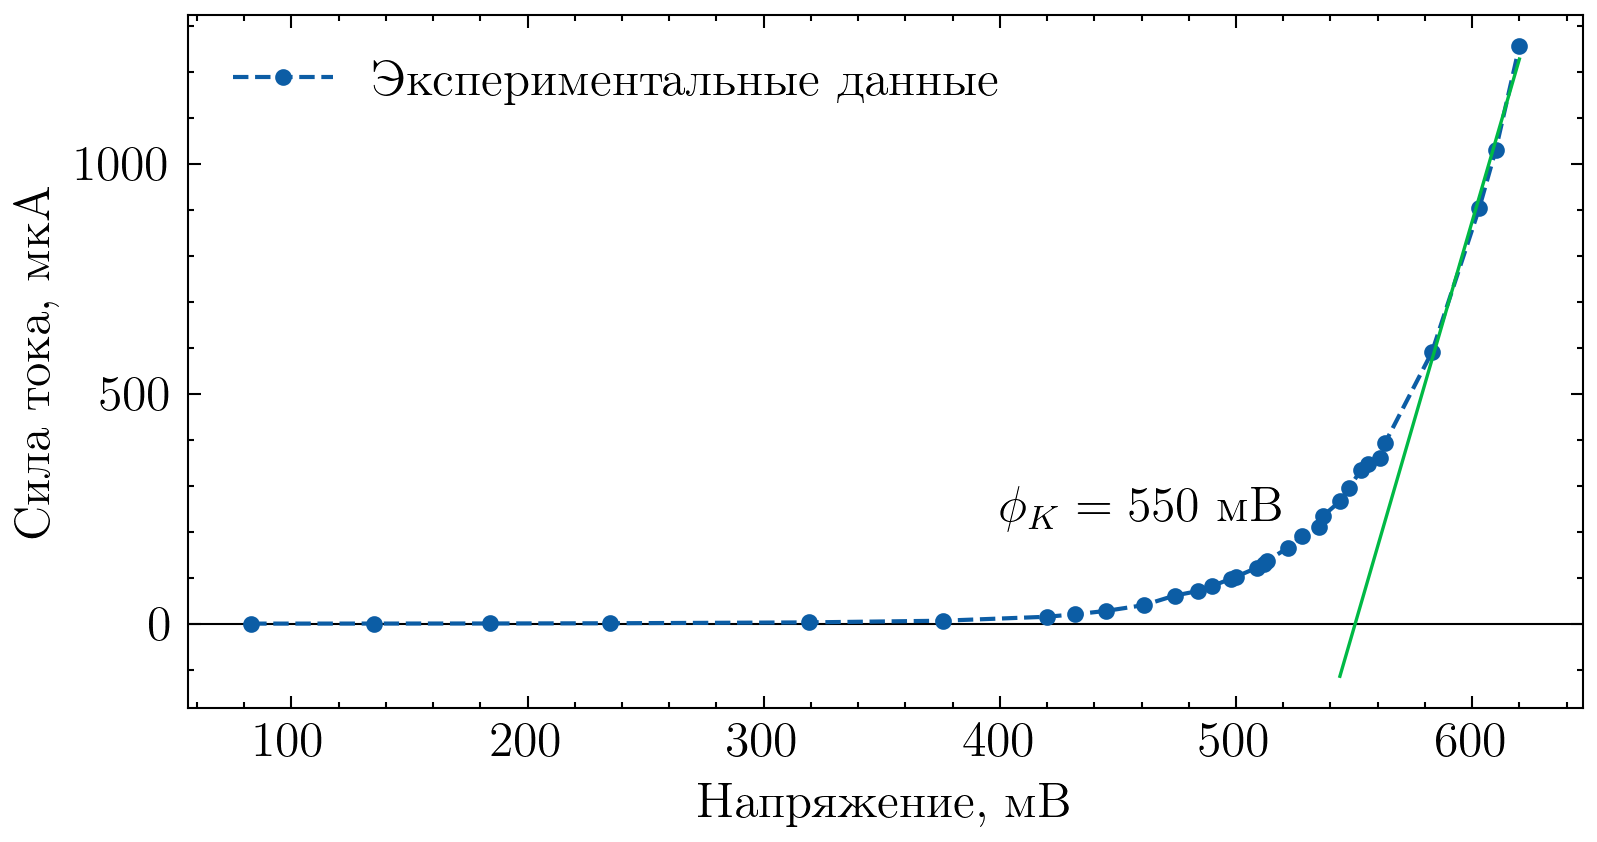 Экспериментальные данные
1000
500
0
Сила тока, мкА
ϕ_K = 550 мВ
100 200 300 400 500 600
Напряжение, мВ